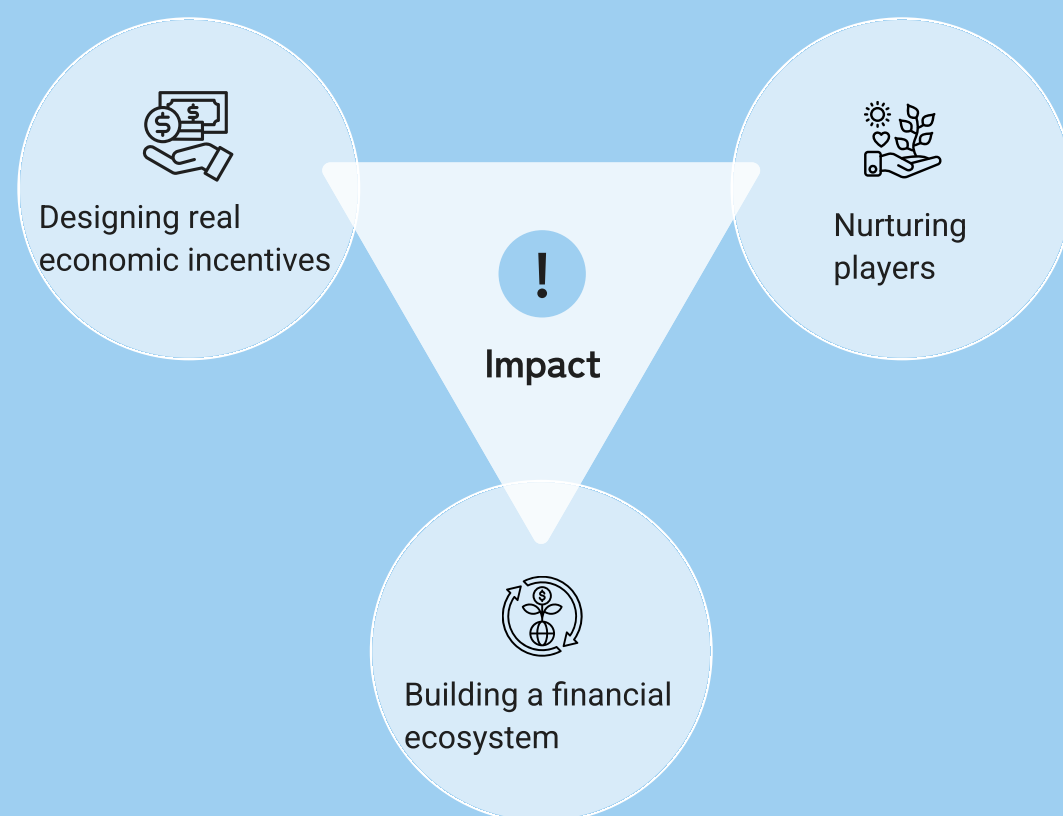 Designing real
economic incentives
Nurturing
players
!
Impact
Building a financial
ecosystem